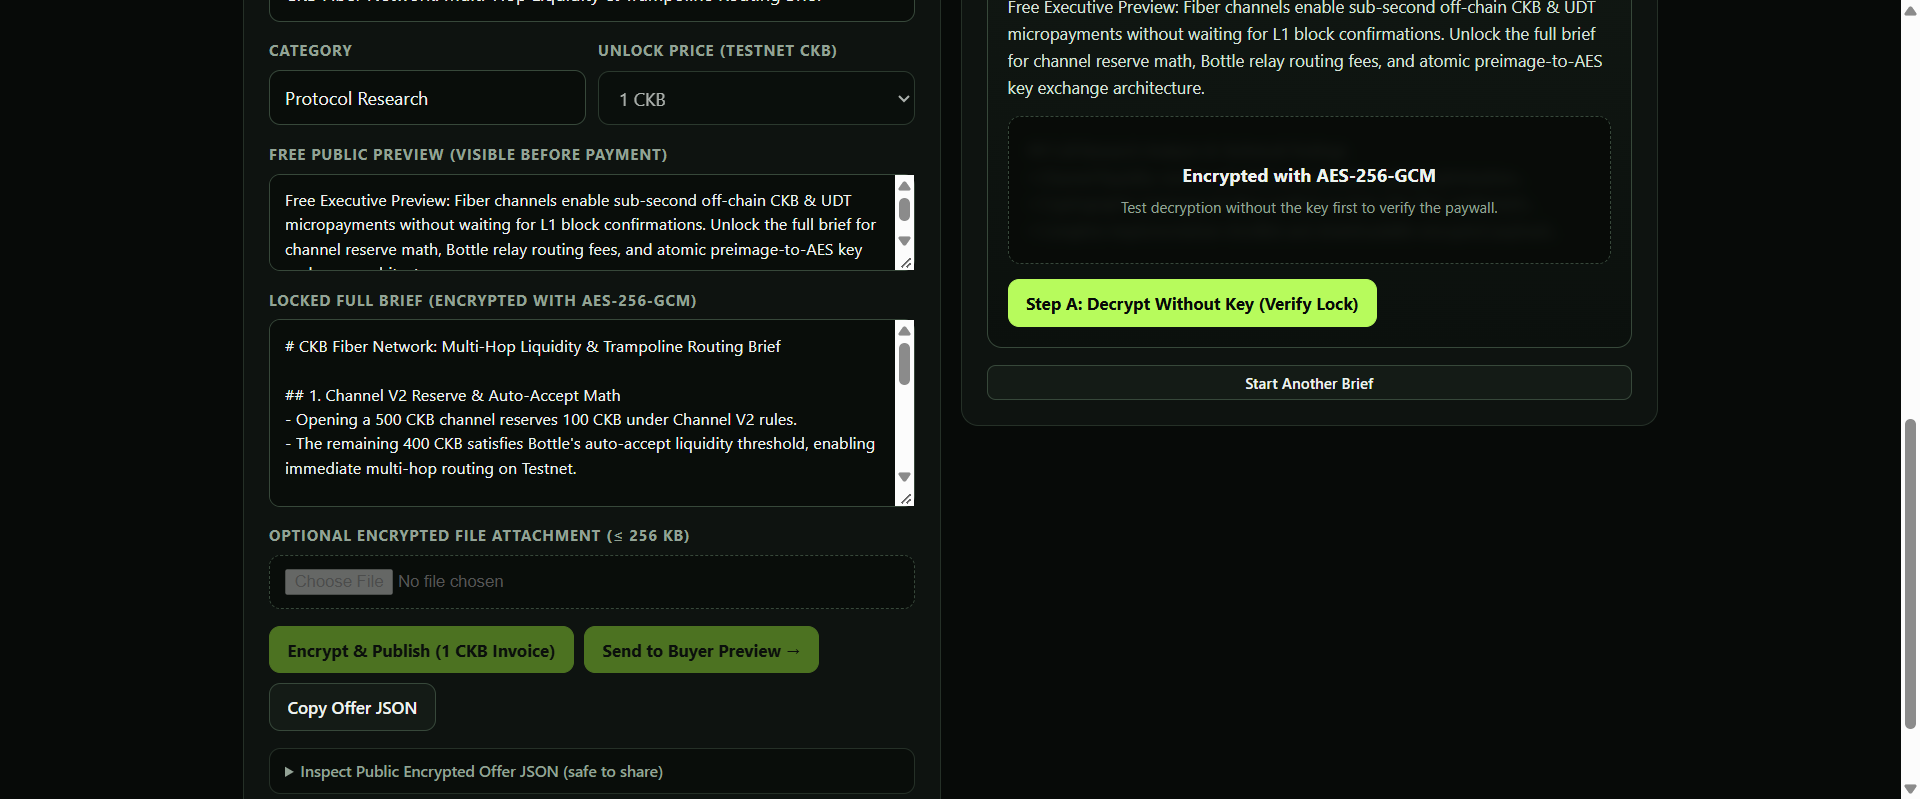 CATEGORY
UNLOCK PRICE (TESTNET CKB)
Protocol Research
1 CKB
FREE PUBLIC PREVIEW (VISIBLE BEFORE PAYMENT)
Free Executive Preview: Fiber channels enable sub-second off-chain CKB & UDT
micropayments without waiting for L1 block confirmations. Unlock the full brief for
channel reserve math, Bottle relay routing fees, and atomic preimage-to-AES key
LOCKED FULL BRIEF (ENCRYPTED WITH AES-256-GCM)
# CKB Fiber Network: Multi-Hop Liquidity & Trampoline Routing Brief
## 1. Channel V2 Reserve & Auto-Accept Math
- Opening a 500 CKB channel reserves 100 CKB under Channel V2 rules.
- The remaining 400 CKB satisfies Bottle's auto-accept liquidity threshold, enabling
immediate multi-hop routing on Testnet.
OPTIONAL ENCRYPTED FILE ATTACHMENT (≤ 256 KB)
Choose File No file chosen
Encrypt & Publish (1 CKB Invoice)
Send to Buyer Preview →
Copy Offer JSON
▶ Inspect Public Encrypted Offer JSON (safe to share)
Free Executive Preview: Fiber channels enable sub-second off-chain CKB & UDT
micropayments without waiting for L1 block confirmations. Unlock the full brief
for channel reserve math, Bottle relay routing fees, and atomic preimage-to-AES
key exchange architecture.
Encrypted with AES-256-GCM
Test decryption without the key first to verify the paywall.
Step A: Decrypt Without Key (Verify Lock)
Start Another Brief